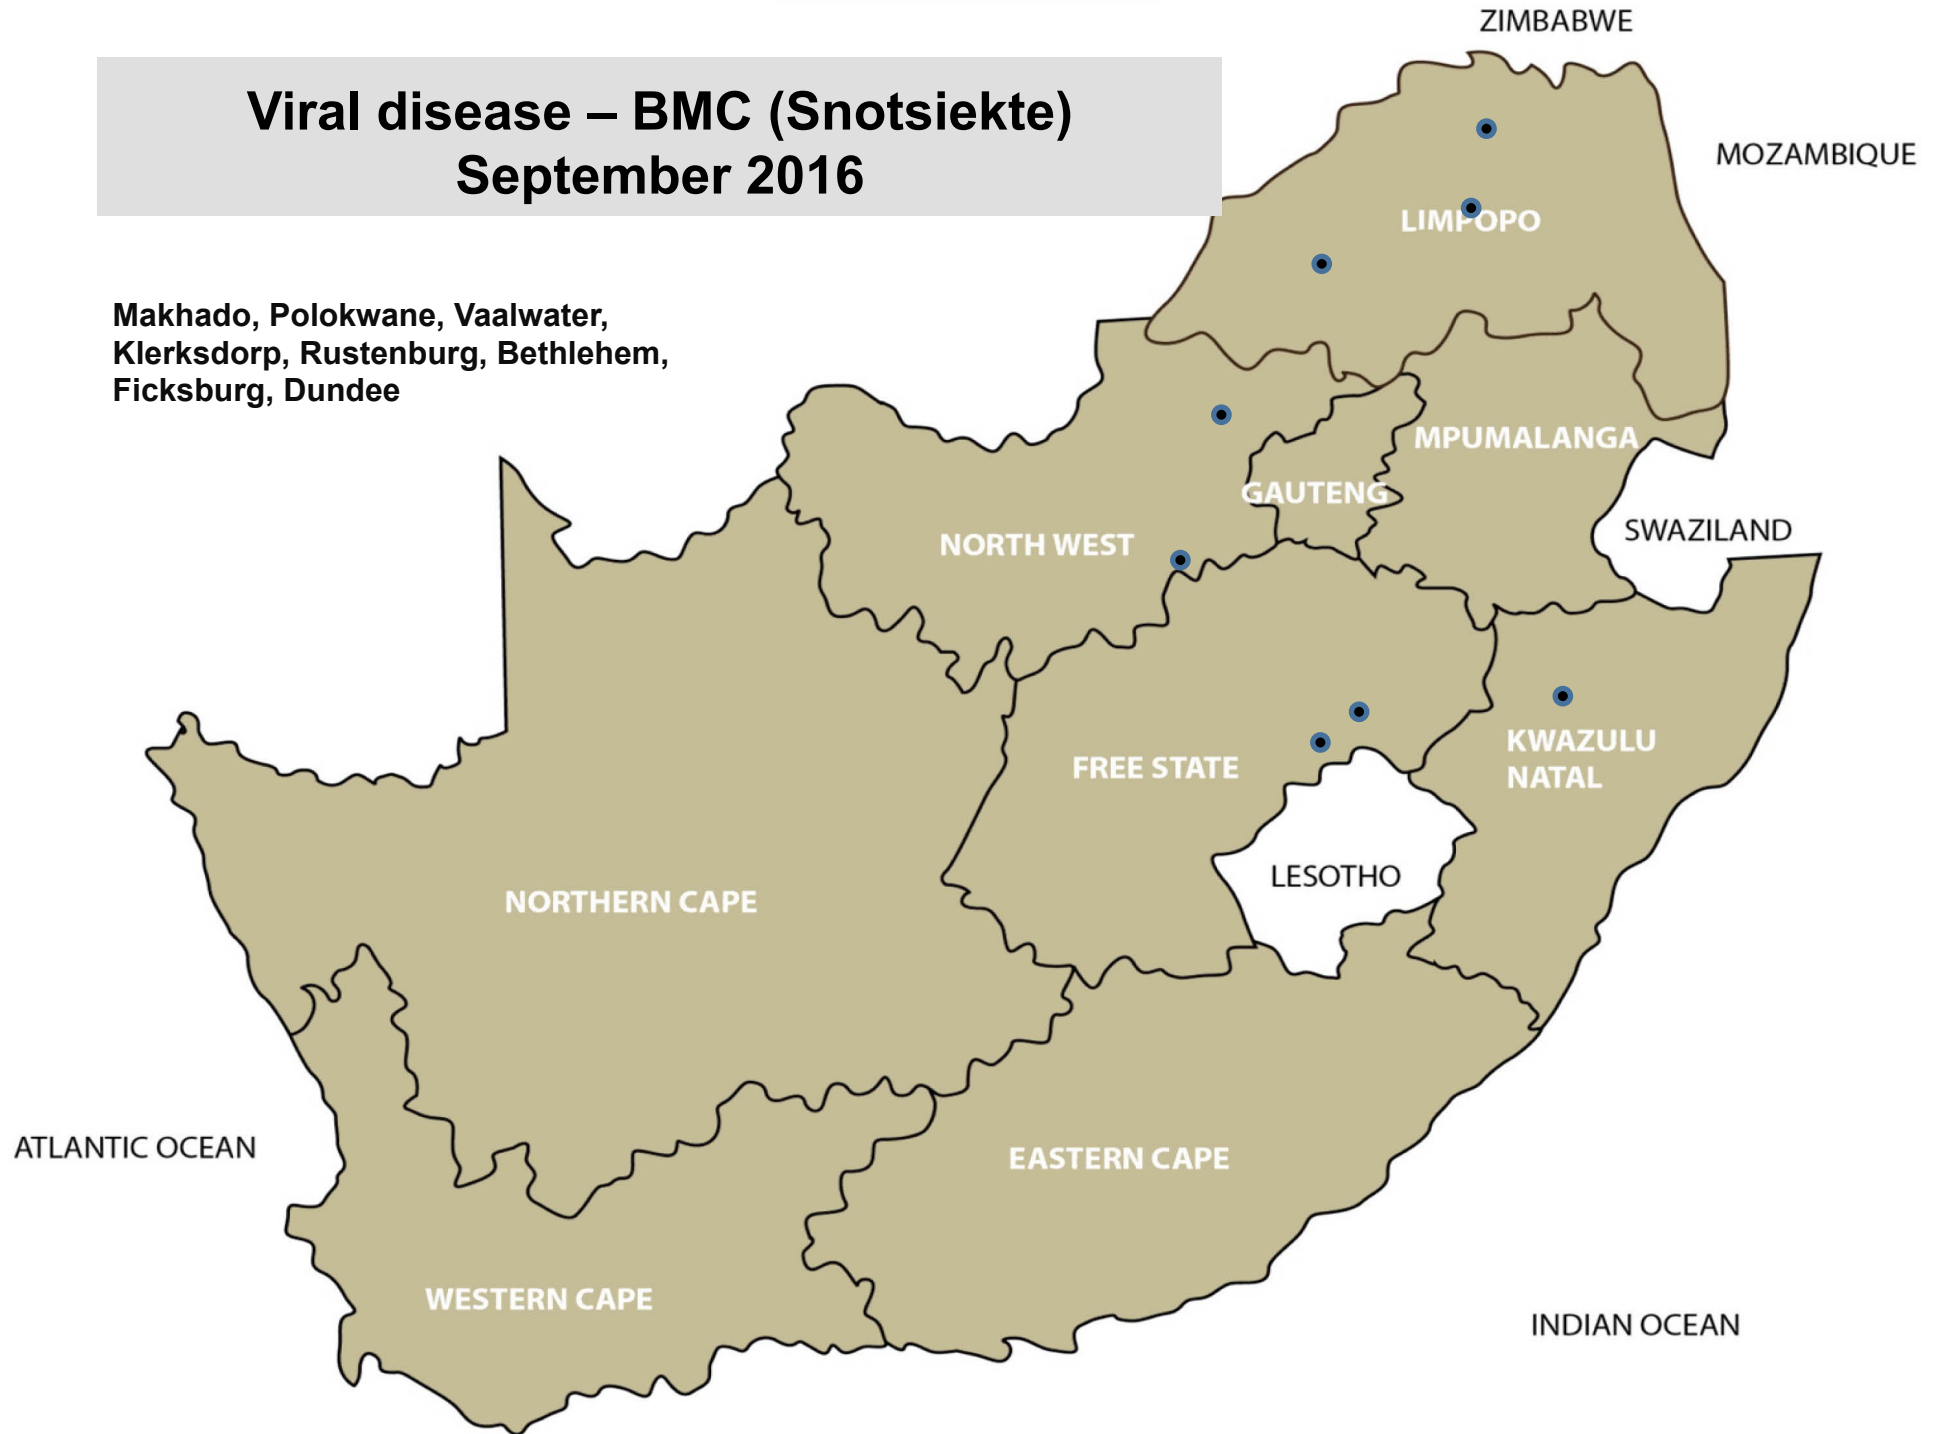 ZIMBABWE
Viral disease – BMC (Snotsiekte)
September 2016
MOZAMBIQUE
LIMPOPO
Makhado, Polokwane, Vaalwater,
Klerksdorp, Rustenburg, Bethlehem,
Ficksburg, Dundee
MPUMALANGA
GAUTENG
SWAZILAND
NORTH WEST
KWAZULU
NATAL
FREE STATE
LESOTHO
NORTHERN CAPE
ATLANTIC OCEAN
EASTERN CAPE
WESTERN CAPE
INDIAN OCEAN